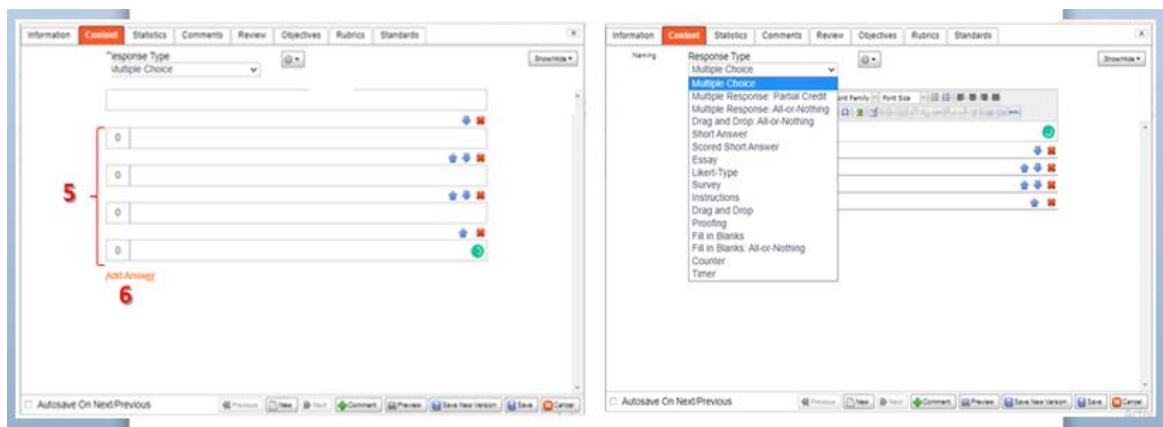 Information Content Statistics Comments Review Objectives Rubrics Standards X
Response Type
Multiple Choice
Show/Hide
0
0
5
0
0
Add Answer
6
Autosave On Next/Previous Previous New Next Comment Preview Save New Version Save Cancel
Information Content Statistics Comments Review Objectives Rubrics Standards X
Naming Response Type
Multiple Choice
Show/Hide
Multiple Choice
Multiple Response: Partial Credit
Font Family Font Size
Multiple Response: All-or-Nothing
Drag and Drop: All-or-Nothing
Short Answer
Scored Short Answer
Essay
Likert-Type
Survey
Instructions
Drag and Drop
Proofing
Fill in Blanks
Fill in Blanks: All-or-Nothing
Counter
Timer
Autosave On Next/Previous Previous New Next Comment Preview Save New Version Save Cancel